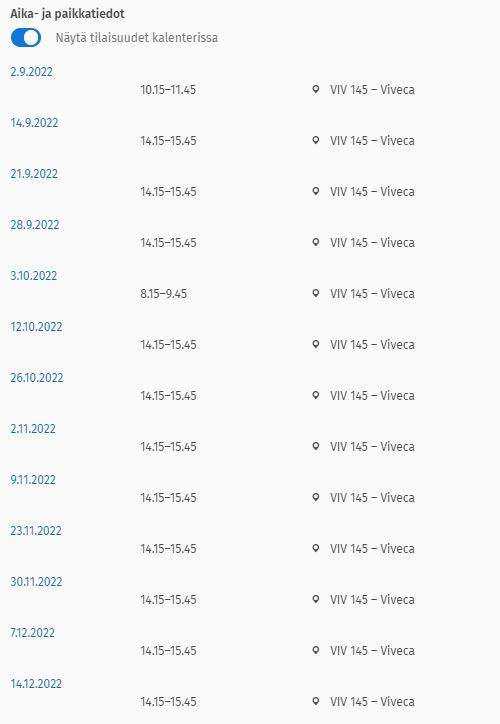 Aika- ja paikkatiedot
Näytä tilaisuudet kalenterissa
2.9.2022
10.15–11.45 VIV 145 – Viveca
14.9.2022
14.15–15.45 VIV 145 – Viveca
21.9.2022
14.15–15.45 VIV 145 – Viveca
28.9.2022
14.15–15.45 VIV 145 – Viveca
3.10.2022
8.15–9.45 VIV 145 – Viveca
12.10.2022
14.15–15.45 VIV 145 – Viveca
26.10.2022
14.15–15.45 VIV 145 – Viveca
2.11.2022
14.15–15.45 VIV 145 – Viveca
9.11.2022
14.15–15.45 VIV 145 – Viveca
23.11.2022
14.15–15.45 VIV 145 – Viveca
30.11.2022
14.15–15.45 VIV 145 – Viveca
7.12.2022
14.15–15.45 VIV 145 – Viveca
14.12.2022
14.15–15.45 VIV 145 – Viveca